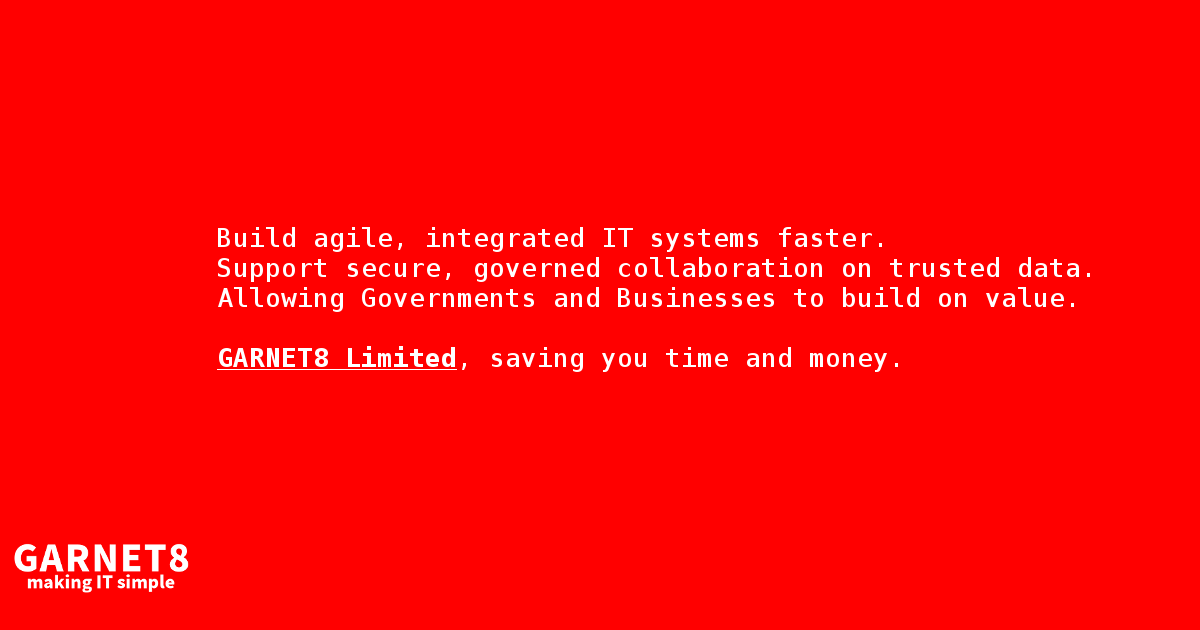 Build agile, integrated IT systems faster.
Support secure, governed collaboration on trusted data.
Allowing Governments and Businesses to build on value.
GARNET8 Limited, saving you time and money.
GARNET8
making IT simple